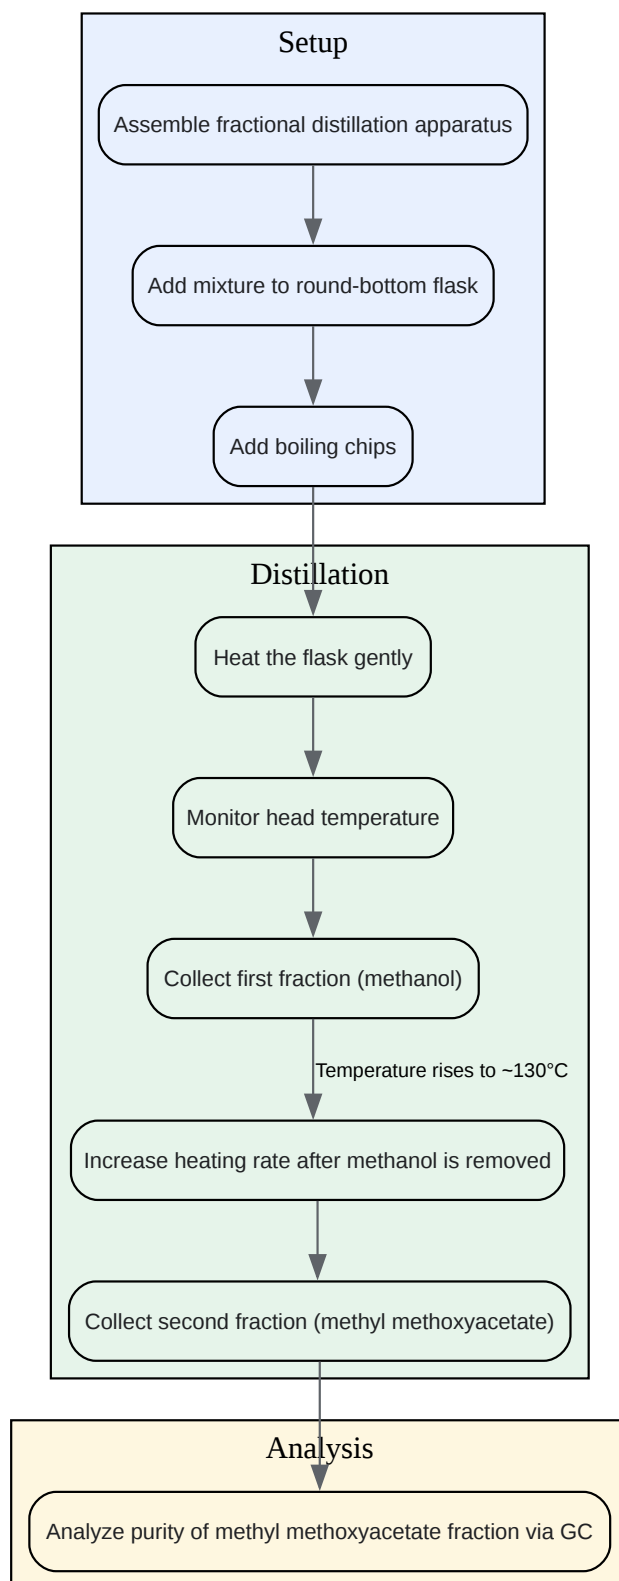 Setup
Assemble fractional distillation apparatus
Add mixture to round-bottom flask
Add boiling chips
Distillation
Heat the flask gently
Monitor head temperature
Collect first fraction (methanol)
Temperature rises to ~130°C
Increase heating rate after methanol is removed
Collect second fraction (methyl methoxyacetate)
Analysis
Analyze purity of methyl methoxyacetate fraction via GC